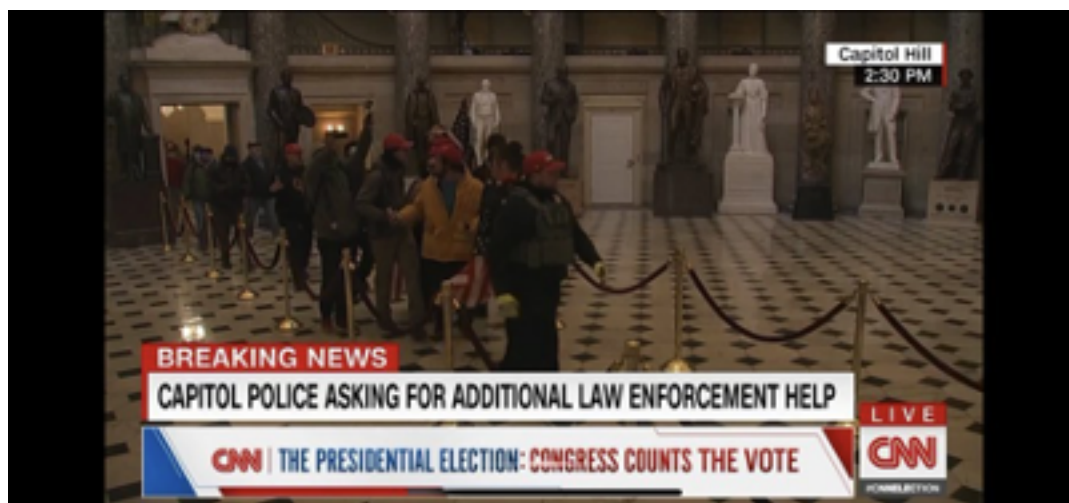 Capitol Hill
2:30 PM
BREAKING NEWS
CAPITOL POLICE ASKING FOR ADDITIONAL LAW ENFORCEMENT HELP
CNN THE PRESIDENTIAL ELECTION: CONGRESS COUNTS THE VOTE
LIVE
CNN
#CNNELECTION